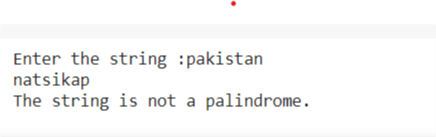 Enter the string :pakistan
natsikap
The string is not a palindrome.